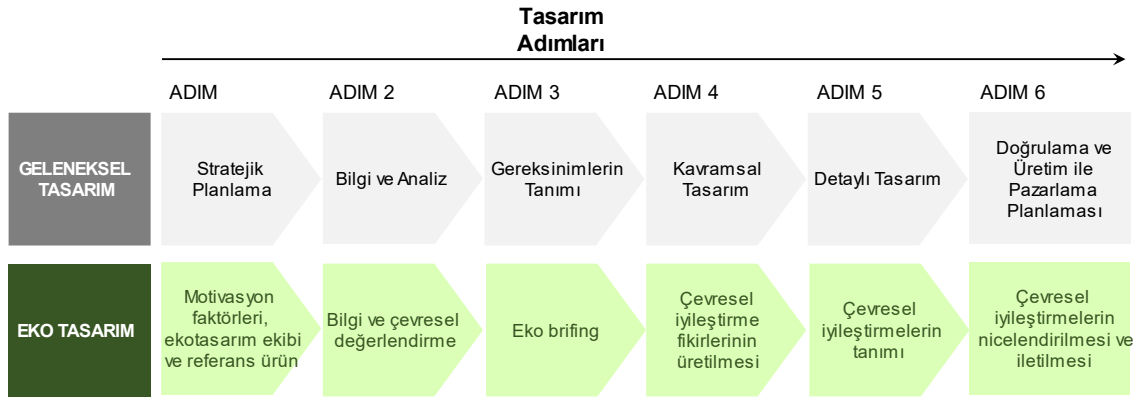 Tasarım
Adımları
ADIM
ADIM 2
ADIM 3
ADIM 4
ADIM 5
ADIM 6
GELENEKSEL
TASARIM
Stratejik
Planlama
Bilgi ve Analiz
Gereksinimlerin
Tanımı
Kavramsal
Tasarım
Detaylı Tasarım
Doğrulama ve
Üretim ile
Pazarlama
Planlaması
EKO TASARIM
Motivasyon
faktörleri,
ekotasarım ekibi
ve referans ürün
Bilgi ve çevresel
değerlendirme
Eko brifing
Çevresel
iyileştirme
fikirlerinin
üretilmesi
Çevresel
iyileştirmelerin
tanımı
Çevresel
iyileştirmelerin
nicelendirilmesi ve
iletilmesi